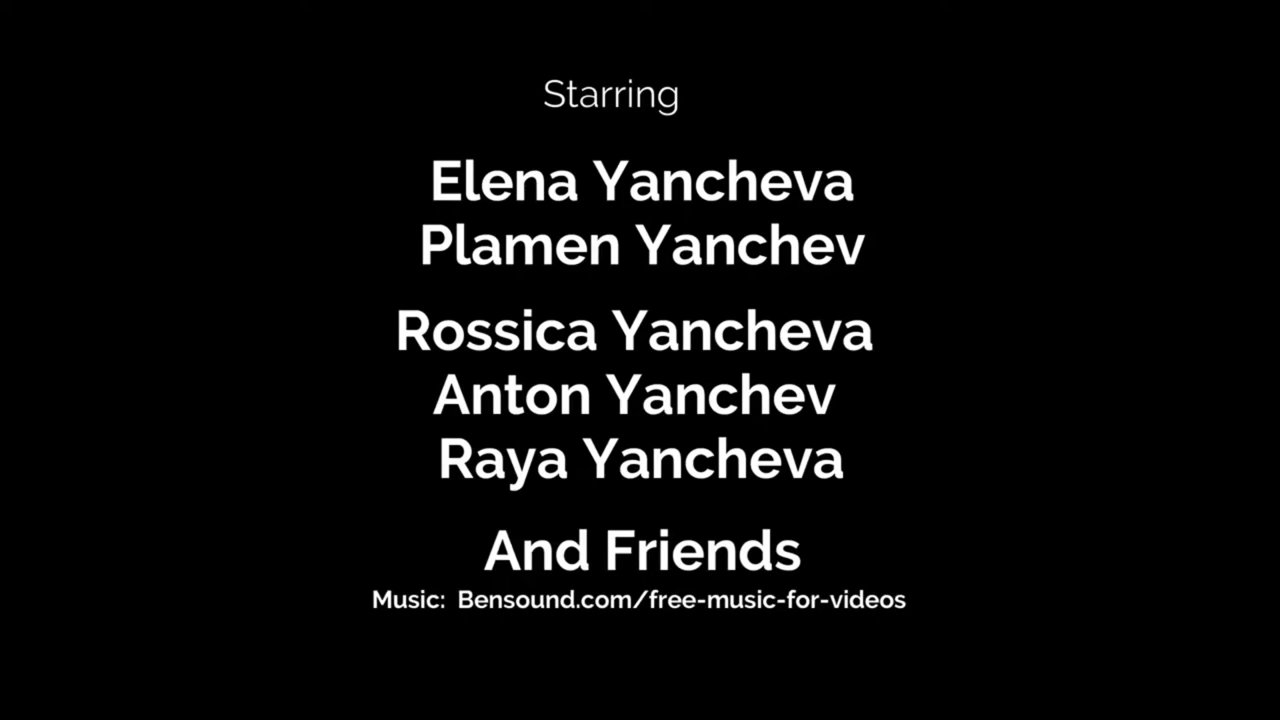 Starring
Elena Yancheva
Plamen Yanchev
Rossica Yancheva
Anton Yanchev
Raya Yancheva
And Friends
Music: Bensound.com/free-music-for-videos